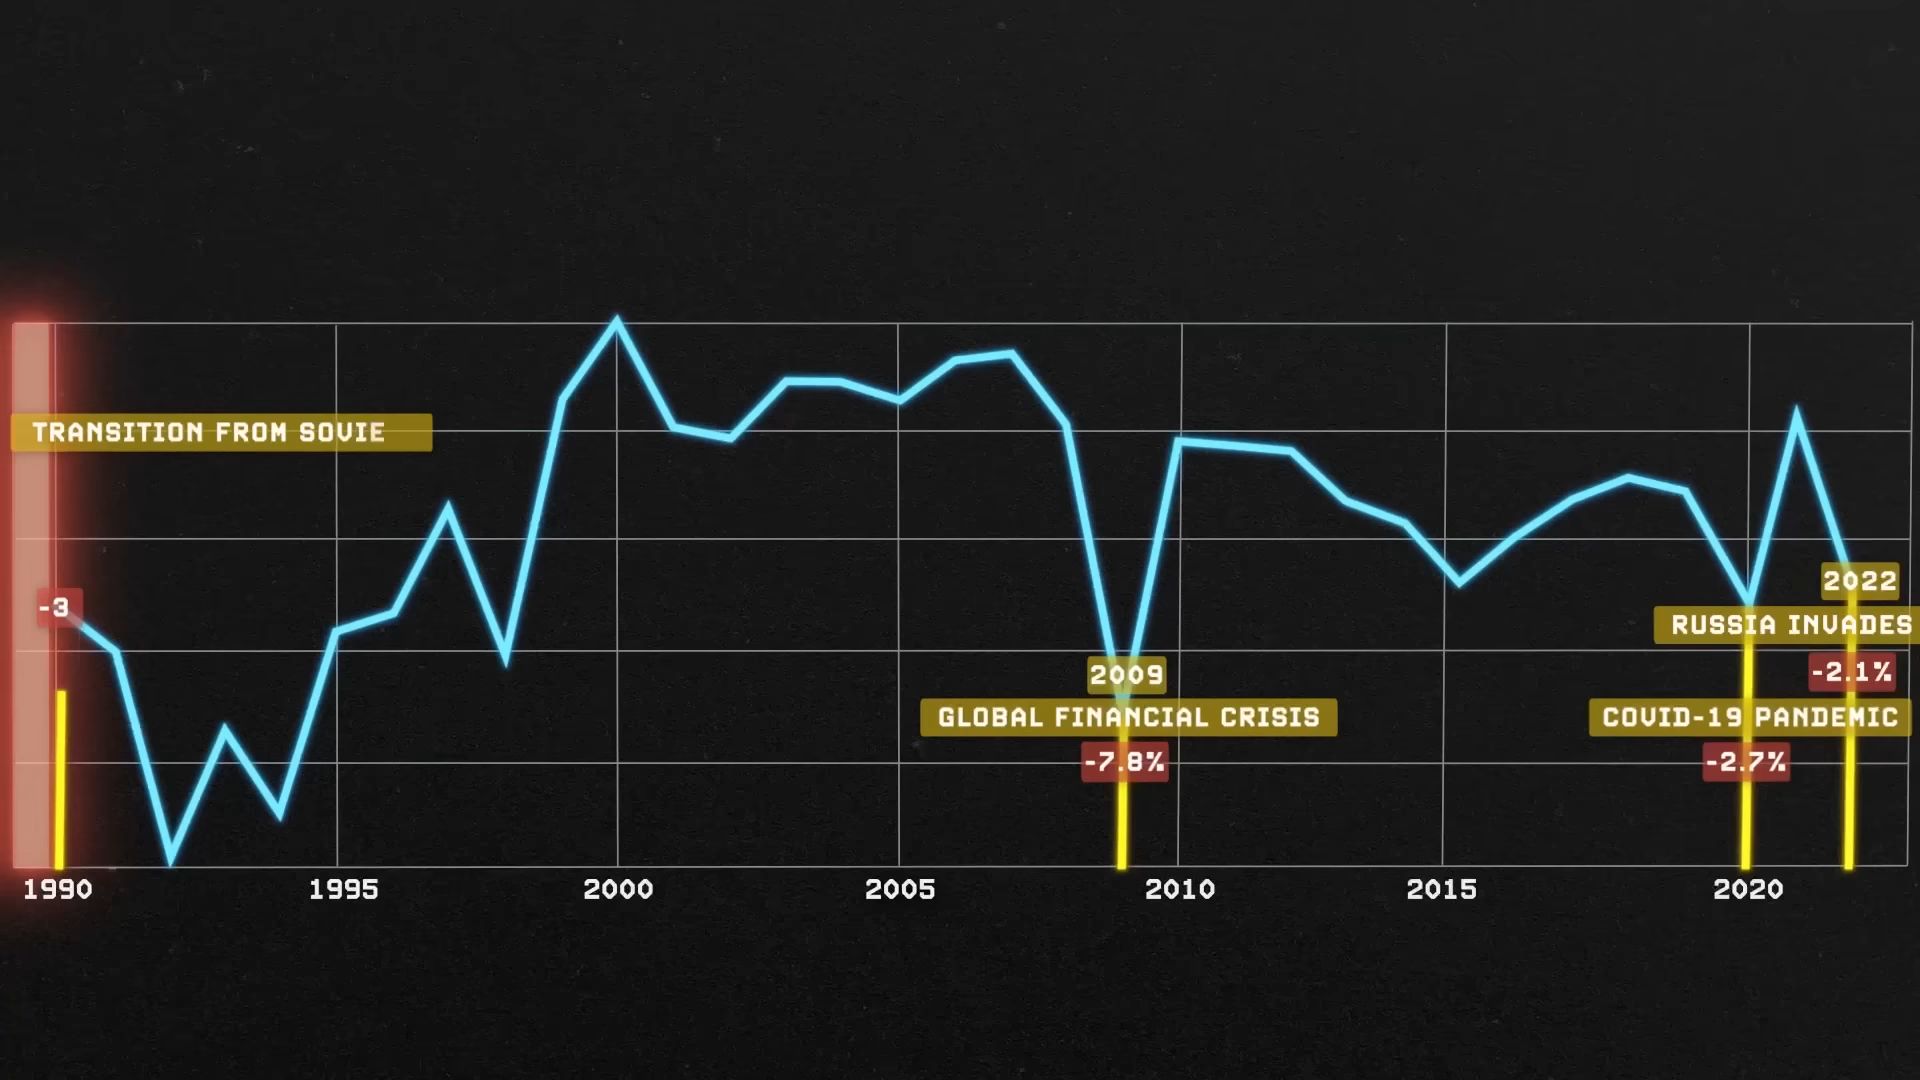 TRANSITION FROM SOVIE
-3
2009
GLOBAL FINANCIAL CRISIS
-7.8%
2022
RUSSIA INVADES
-2.1%
COVID-19 PANDEMIC
-2.7%
1990 1995 2000 2005 2010 2015 2020